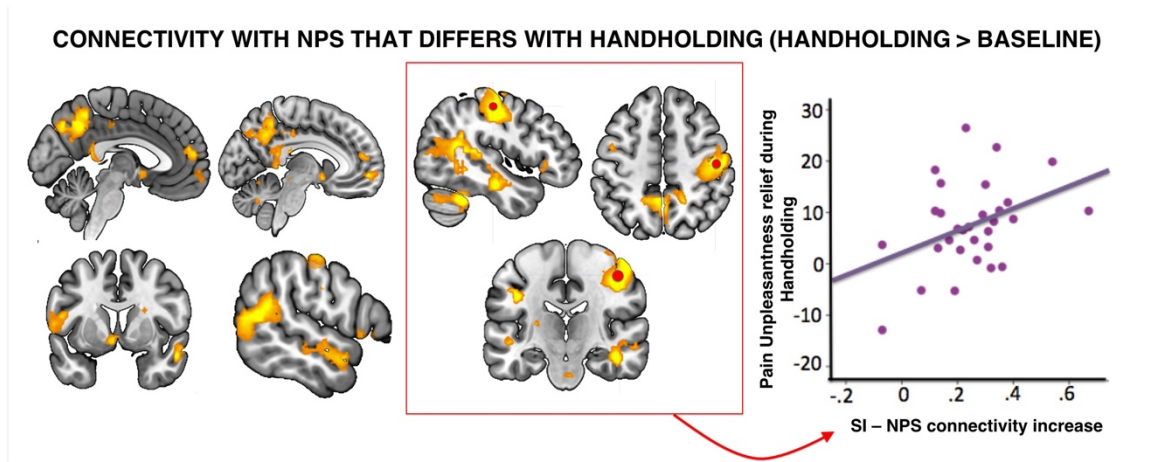 CONNECTIVITY WITH NPS THAT DIFFERS WITH HANDHOLDING (HANDHOLDING > BASELINE)
Pain Unpleasantness relief during
Handholding
30
20
10
0
-10
-20
-.2 0 .2 .4 .6
SI – NPS connectivity increase